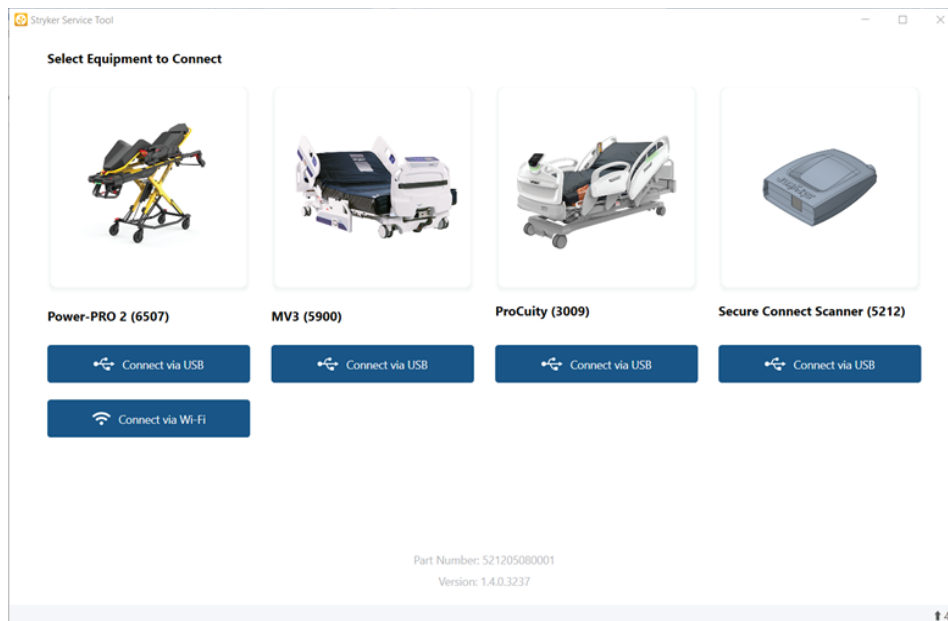 Stryker Service Tool
Select Equipment to Connect
Power-PRO 2 (6507)
MV3 (5900)
ProCuity (3009)
Secure Connect Scanner (5212)
Connect via USB
Connect via USB
Connect via USB
Connect via USB
Connect via Wi-Fi
Part Number: 521205080001
Version: 1.4.0.3237